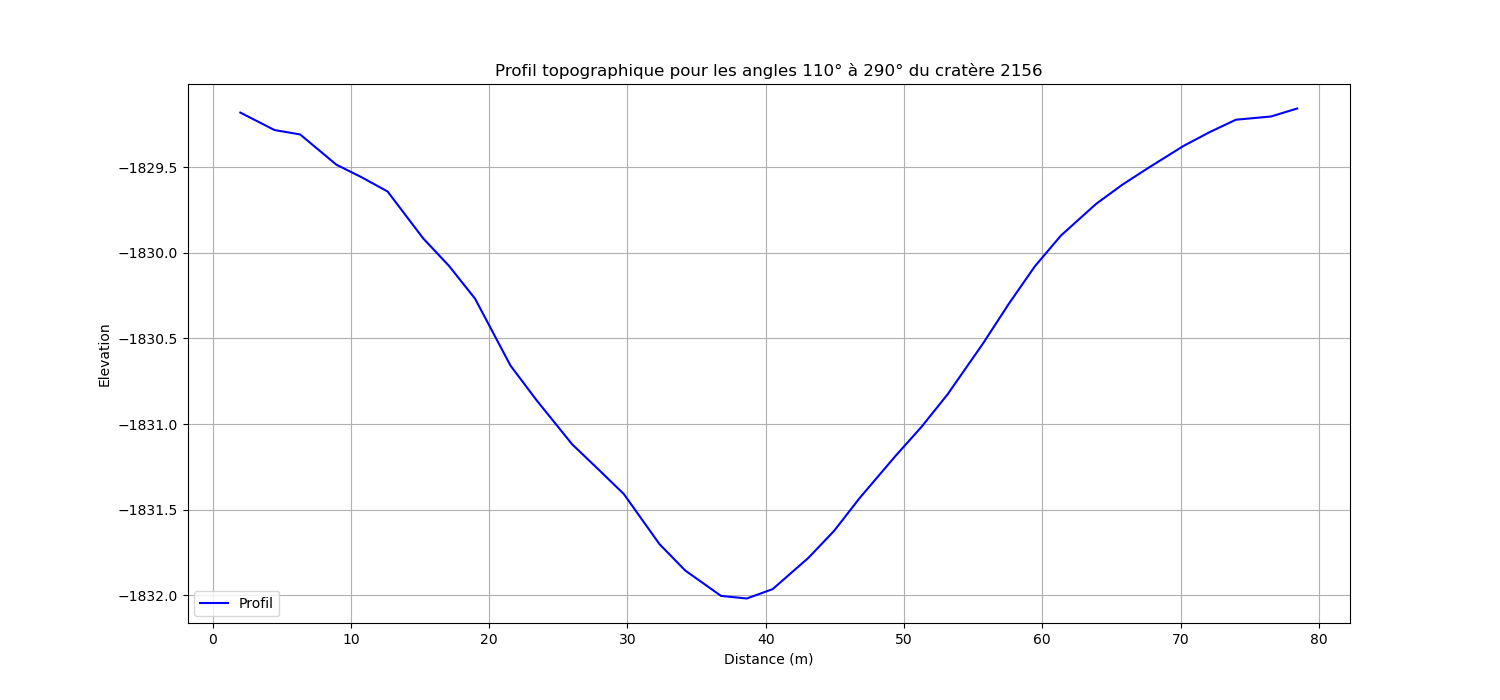 Profil topographique pour les angles 110° à 290° du cratère 2156
Elevation
−1829.5
−1830.0
−1830.5
−1831.0
−1831.5
−1832.0
Profil
0 10 20 30 40 50 60 70 80
Distance (m)